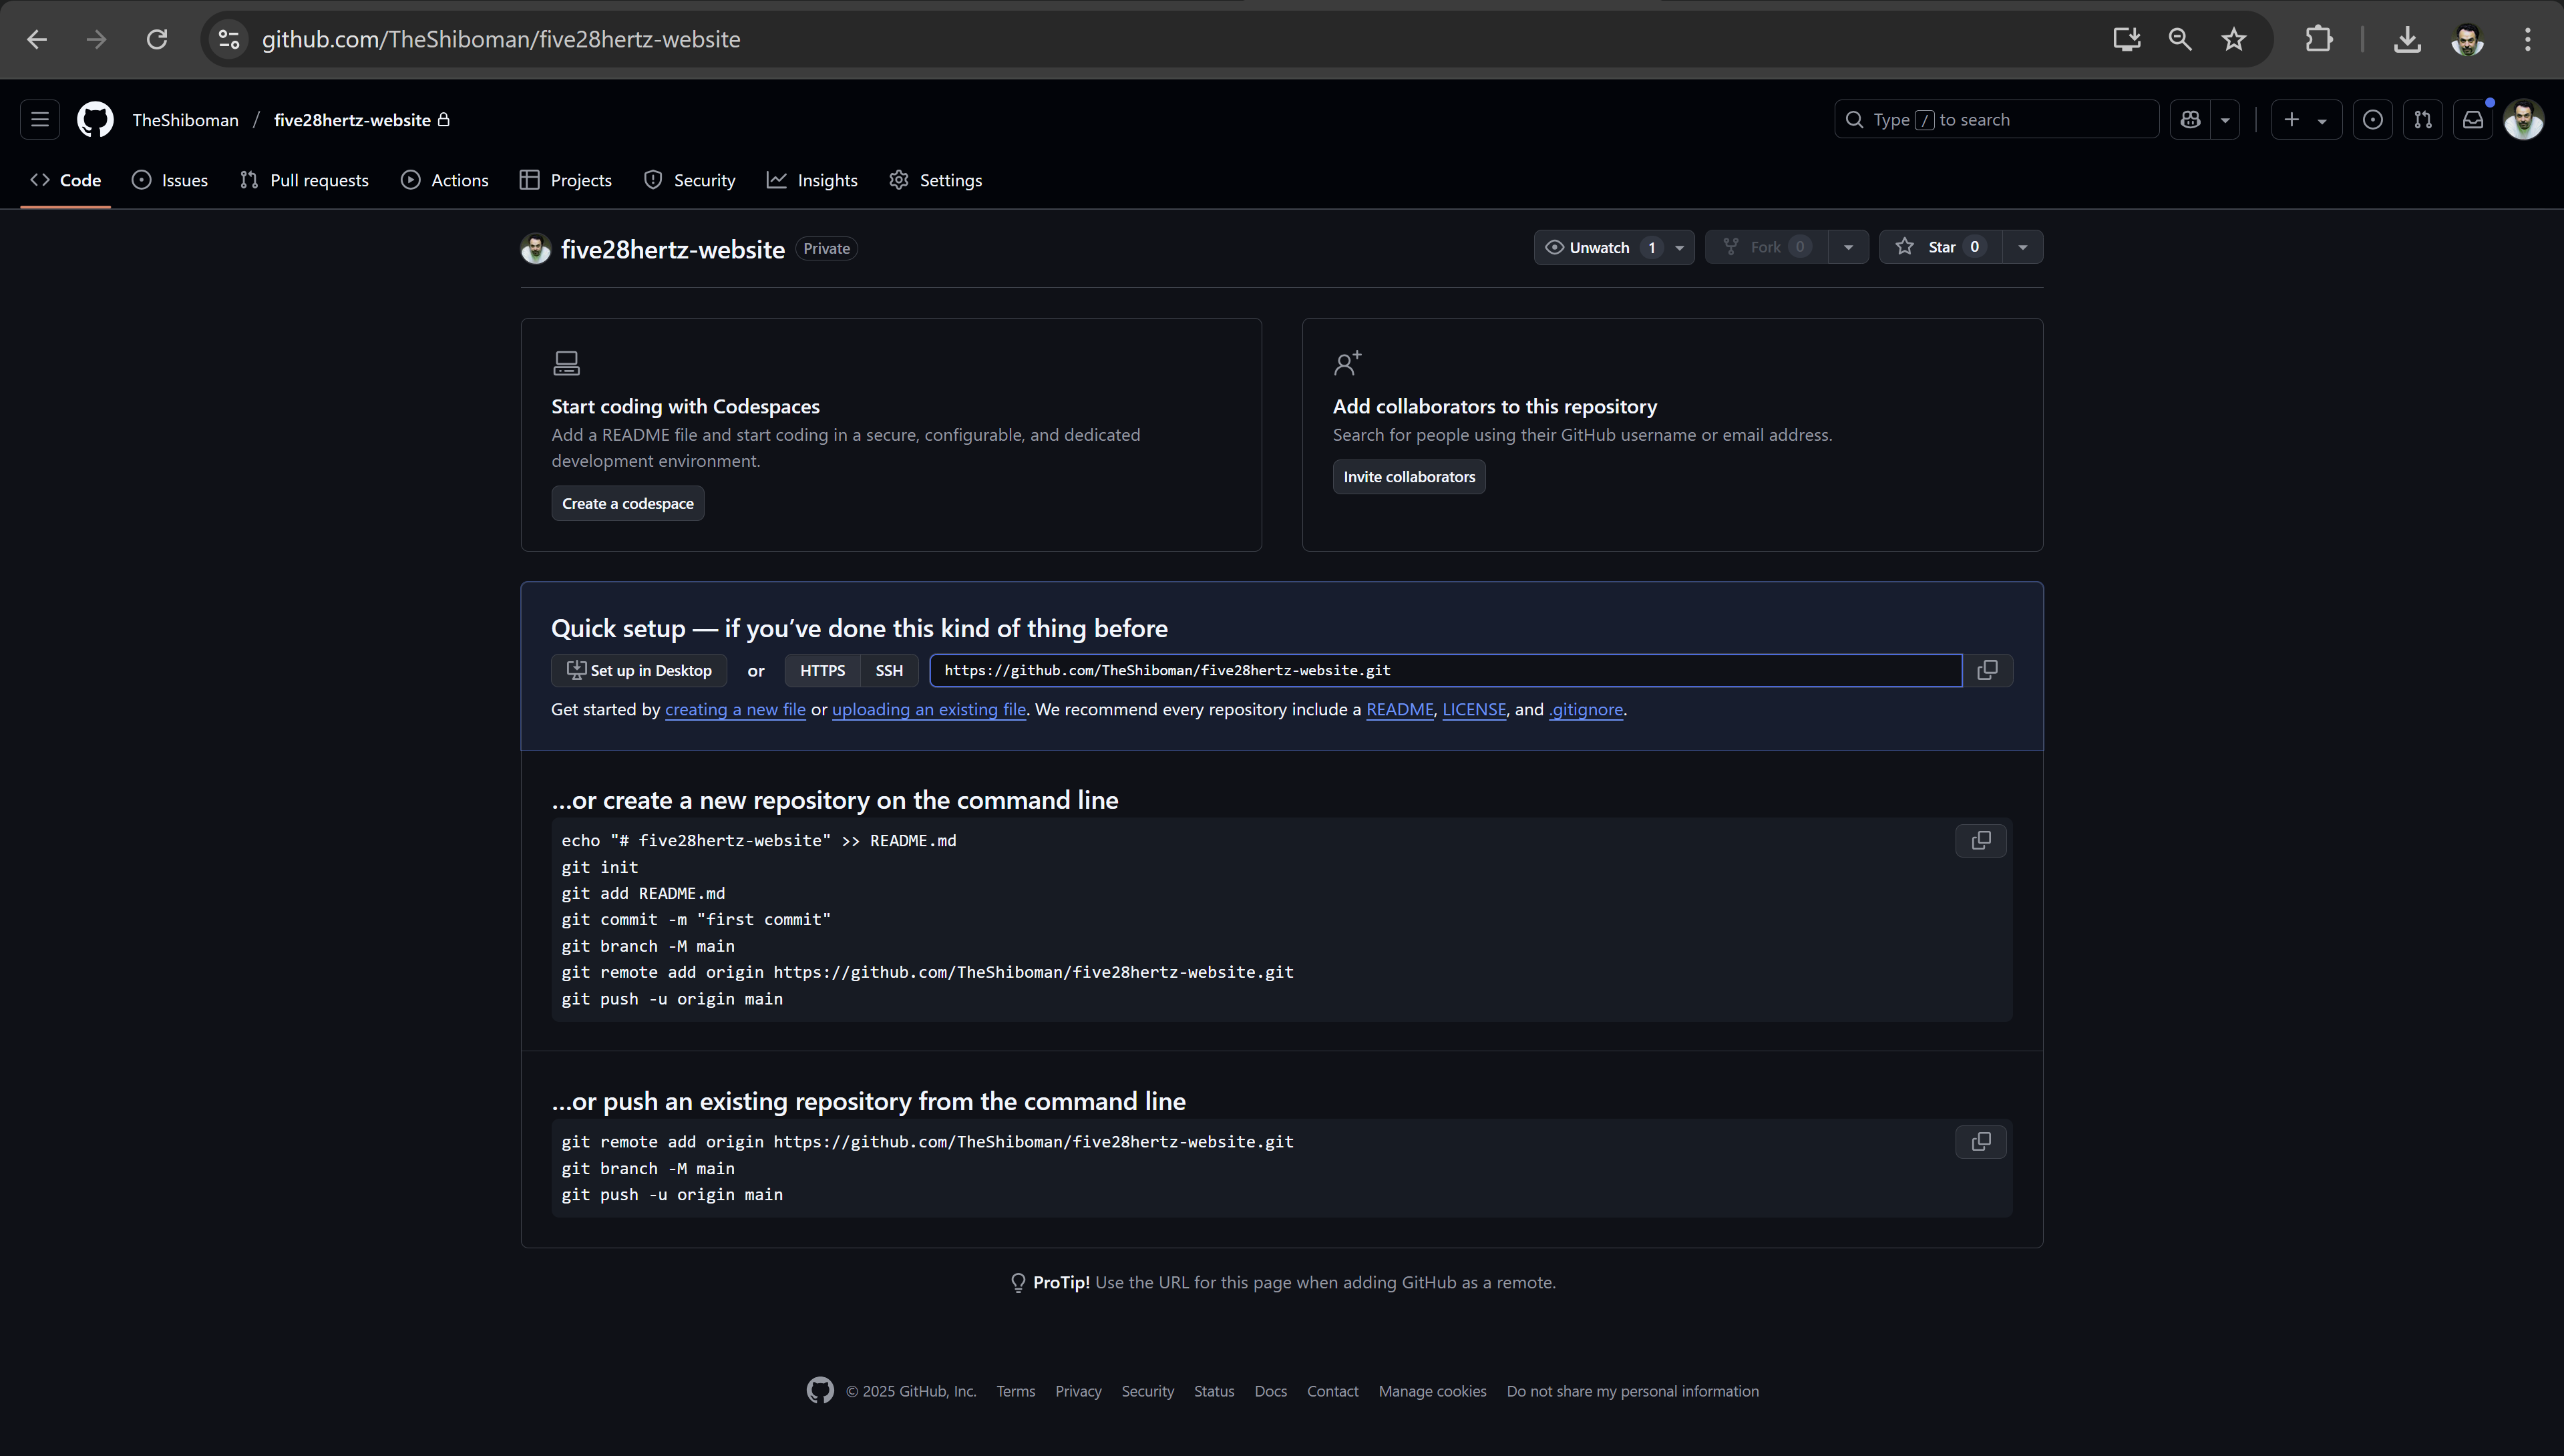 github.com/TheShiboman/five28hertz-website
TheShiboman / five28hertz-website
Type / to search
Code Issues Pull requests Actions Projects Security Insights Settings
five28hertz-website Private
Unwatch 1 Fork 0 Star 0
Start coding with Codespaces
Add a README file and start coding in a secure, configurable, and dedicated
development environment.
Create a codespace
Add collaborators to this repository
Search for people using their GitHub username or email address.
Invite collaborators
Quick setup — if you’ve done this kind of thing before
Set up in Desktop or HTTPS SSH https://github.com/TheShiboman/five28hertz-website.git
Get started by creating a new file or uploading an existing file. We recommend every repository include a README, LICENSE, and .gitignore.
…or create a new repository on the command line
echo "# five28hertz-website" >> README.md
git init
git add README.md
git commit -m "first commit"
git branch -M main
git remote add origin https://github.com/TheShiboman/five28hertz-website.git
git push -u origin main
…or push an existing repository from the command line
git remote add origin https://github.com/TheShiboman/five28hertz-website.git
git branch -M main
git push -u origin main
ProTip! Use the URL for this page when adding GitHub as a remote.
© 2025 GitHub, Inc. Terms Privacy Security Status Docs Contact Manage cookies Do not share my personal information